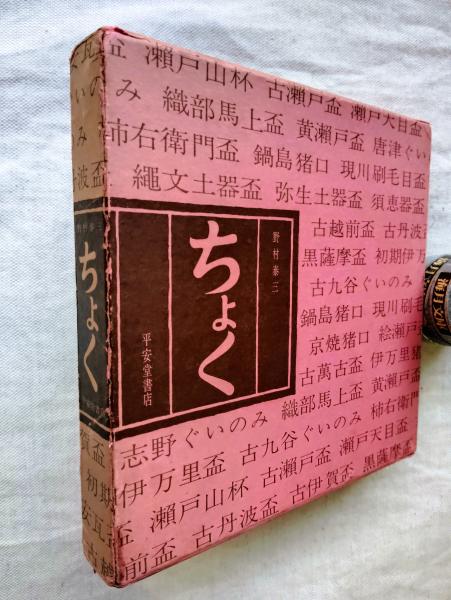 瀬戸山杯 古瀬戸盃 瀬戸天目盃
み 織部馬上盃 黄瀬戸盃 唐津ぐい
柿右衛門盃 鍋島猪口 現川刷毛目盃
繩文土器盃 弥生土器盃 須恵器盃
古越前盃 古丹波盃
黒薩摩盃 初期伊万
古九谷ぐいのみ
鍋島猪口 現川刷毛
京焼猪口 絵瀬戸
古萬古盃 伊万里猪
織部馬上盃 黄瀬戸盃
志野ぐいのみ 古九谷ぐいのみ 柿右衛門
伊万里盃 古瀬戸盃 瀬戸天目盃
瀬戸山杯 古伊賀盃 黒薩摩盃
前盃 古丹波盃
野村泰三
ちょく
平安堂書店
ちょく